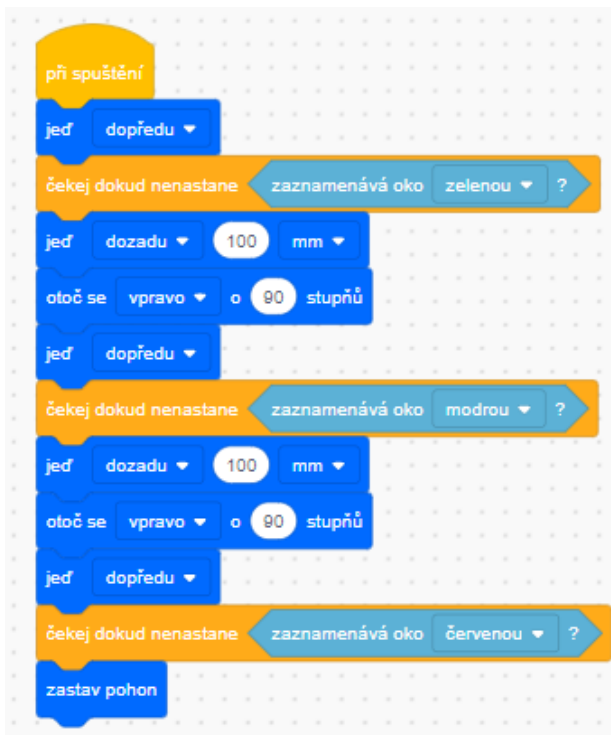 při spuštění
jeď dopředu
čekej dokud nenastane zaznamenává oko zelenou ?
jeď dozadu 100 mm
otoč se vpravo o 90 stupňů
jeď dopředu
čekej dokud nenastane zaznamenává oko modrou ?
jeď dozadu 100 mm
otoč se vpravo o 90 stupňů
jeď dopředu
čekej dokud nenastane zaznamenává oko červenou ?
zastav pohon